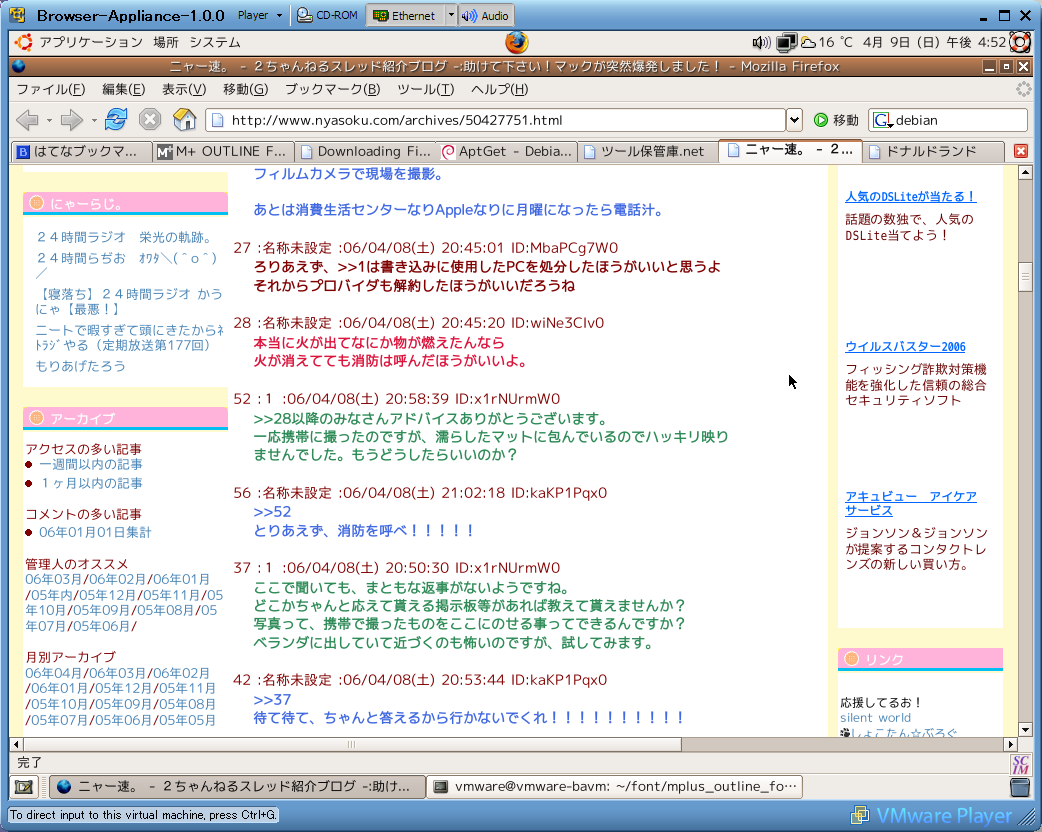 Browser-Appliance-1.0.0 Player CD-ROM Ethernet Audio
アプリケーション 場所 システム 16 ℃ 4月 9日 (日) 午後 4:52
ニャー速。 - ２ちゃんねるスレッド紹介ブログ -:助けて下さい！マックが突然爆発しました！ - Mozilla Firefox
ファイル(F) 編集(E) 表示(V) 移動(G) ブックマーク(B) ツール(T) ヘルプ(H)
http://www.nyasoku.com/archives/50427751.html 移動 debian
はてなブックマ... M+ OUTLINE F... Downloading Fi... AptGet - Debia... ツール保管庫.net ニャー速。 - ２... ドナルドランド
にゃーらじ。
２４時間ラジオ　栄光の軌跡。
２４時間らぢお　ｵﾜﾀ＼(＾o＾)
／
【寝落ち】２４時間ラジオ かう
にゃ【最悪！】
ニートで暇すぎて頭にきたからﾈ
ﾄﾗｼﾞやる（定期放送第177回）
もりあげたろう
アーカイブ
アクセスの多い記事
一週間以内の記事
１ヶ月以内の記事
コメントの多い記事
06年01月01日集計
管理人のオススメ
06年03月/06年02月/06年01月
/05年内/05年12月/05年11月/05
年10月/05年09月/05年08月/05
年07月/05年06月/
月別アーカイブ
06年04月/06年03月/06年02月
/06年01月/05年12月/05年11月
/05年10月/05年09月/05年08月
/05年07月/05年06月/05年05月
フィルムカメラで現場を撮影。
あとは消費生活センターなりAppleなりに月曜になったら電話汁。
27 :名称未設定 :06/04/08(土) 20:45:01 ID:MbaPCg7W0
ろりあえず、>>1は書き込みに使用したPCを処分したほうがいいと思うよ
それからプロバイダも解約したほうがいいだろうね
28 :名称未設定 :06/04/08(土) 20:45:20 ID:wiNe3CIv0
本当に火が出てなにか物が燃えたんなら
火が消えてても消防は呼んだほうがいいよ。
52 :１ :06/04/08(土) 20:58:39 ID:x1rNUrmW0
>>28以降のみなさんアドバイスありがとうございます。
一応携帯に撮ったのですが、濡らしたマットに包んでいるのでハッキリ映り
ませんでした。もうどうしたらいいのか？
56 :名称未設定 :06/04/08(土) 21:02:18 ID:kaKP1Pqx0
>>52
とりあえず、消防を呼べ！！！！！
37 :１ :06/04/08(土) 20:50:30 ID:x1rNUrmW0
ここで聞いても、まともな返事がないようですね。
どこかちゃんと応えて貰える掲示板等があれば教えて貰えませんか？
写真って、携帯で撮ったものをここにのせる事ってできるんですか？
ベランダに出していて近づくのも怖いのですが、試してみます。
42 :名称未設定 :06/04/08(土) 20:53:44 ID:kaKP1Pqx0
>>37
待て待て、ちゃんと答えるから行かないでくれ！！！！！！！！！！
人気のDSLiteが当たる！
話題の数独で、人気の
DSLite当てよう！
ウイルスバスター2006
フィッシング詐欺対策機
能を強化した信頼の総合
セキュリティソフト
アキュビュー　アイケア
サービス
ジョンソン＆ジョンソン
が提案するコンタクトレ
ンズの新しい買い方。
リンク
応援してるお！
silent world
しょこたん☆ぶろぐ
完了
SCIM
ニャー速。 - ２ちゃんねるスレッド紹介ブログ -:助け... vmware@vmware-bavm: ~/font/mplus_outline_fo...
To direct input to this virtual machine, press Ctrl+G. VMware Player